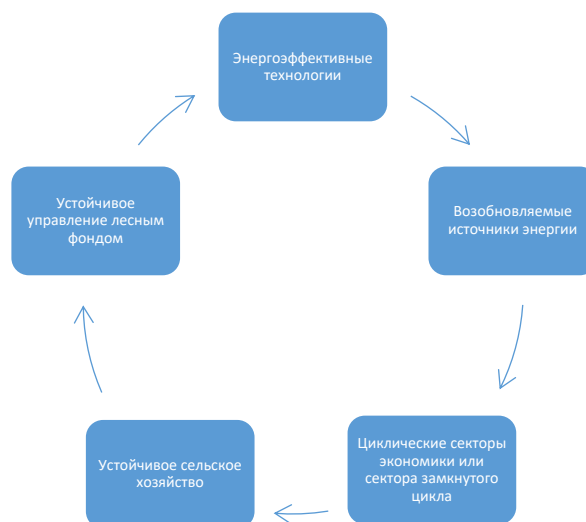 Энергоэффективные
технологии
Возобновляемые
источники энергии
Циклические секторы
экономики или
сектора замкнутого
цикла
Устойчивое сельское
хозяйство
Устойчивое
управление лесным
фондом